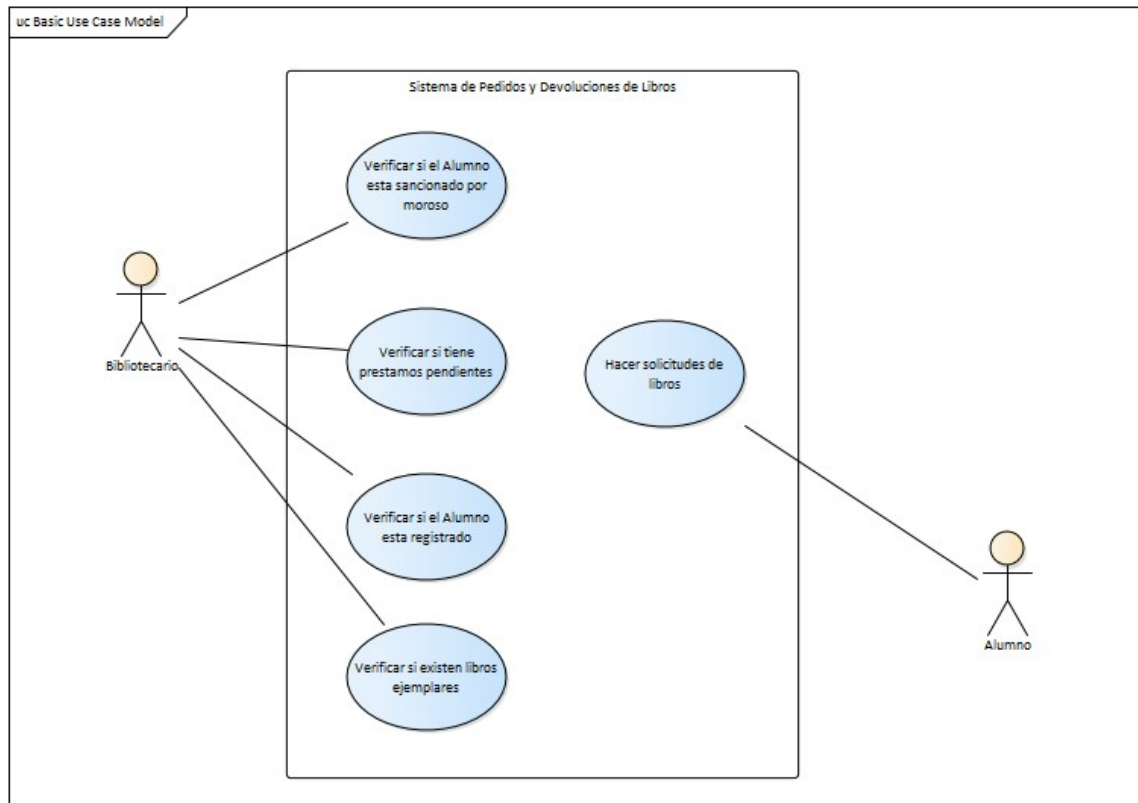 uc Basic Use Case Model
Sistema de Pedidos y Devoluciones de Libros
Verificar si el Alumno
esta sancionado por
moroso
Bibliotecario
Verificar si tiene
prestamos pendientes
Hacer solicitudes de
libros
Verificar si el Alumno
esta registrado
Alumno
Verificar si existen libros
ejemplares